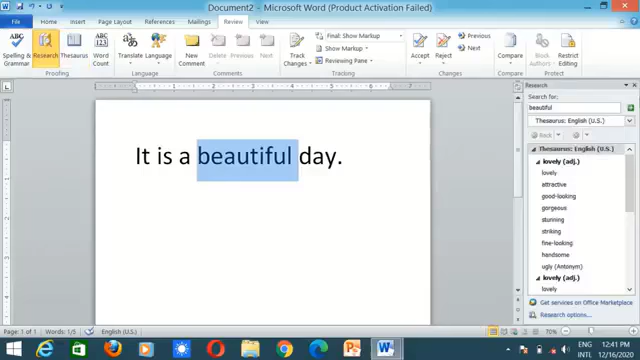 Document2 - Microsoft Word (Product Activation Failed)
File Home Insert Page Layout References Mailings Review View
Spelling & Grammar
Research
Thesaurus
Word Count
Proofing
Translate
Language
Language
New Comment
Delete
Previous
Next
Comments
Track Changes
Final: Show Markup
Show Markup
Reviewing Pane
Tracking
Accept
Reject
Previous
Next
Changes
Compare
Compare
Block Authors
Restrict Editing
Protect
It is a beautiful day.
Research
Search for:
beautiful
Thesaurus: English (U.S.)
Back
Thesaurus: English (U.S.)
lovely (adj.)
lovely
attractive
good-looking
gorgeous
stunning
striking
fine-looking
handsome
ugly (Antonym)
lovely (adj.)
lovely
Get services on Office Marketplace
Research options...
Page: 1 of 1 Words: 1/5 English (U.S.) 70%
ENG 12:41 PM
INTL 12/16/2020